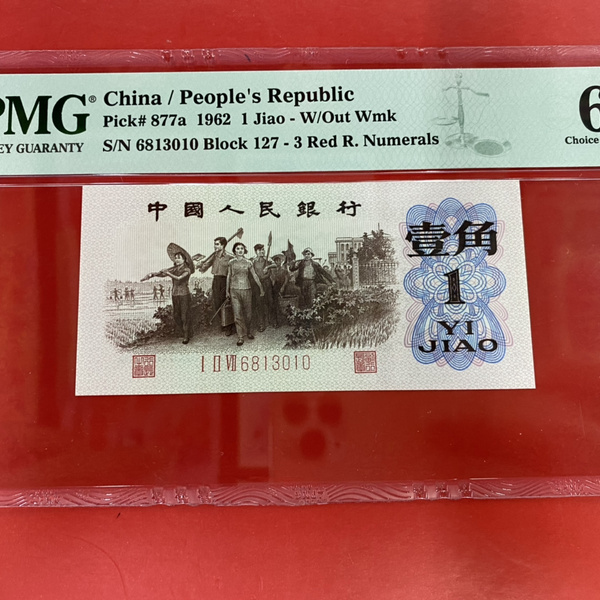 PMG® China / People's Republic
Pick# 877a 1962 1 Jiao - W/Out Wmk
EY GUARANTY S/N 6813010 Block 127 - 3 Red R. Numerals
6
Choice
中國人民銀行
壹角
1
YI
JIAO
I II VII 6813010